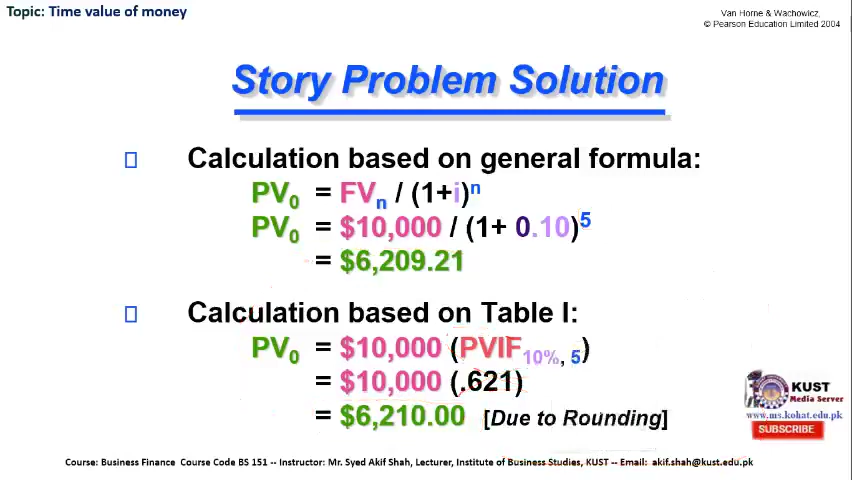 Topic: Time value of money
Van Horne & Wachowicz,
© Pearson Education Limited 2004
Story Problem Solution
Calculation based on general formula:
PV0 = FVn / (1+i)n
PV0 = $10,000 / (1+ 0.10)5
= $6,209.21
Calculation based on Table I:
PV0 = $10,000 (PVIF10%, 5)
= $10,000 (.621)
= $6,210.00 [Due to Rounding]
KUST
Media Server
www.ms.kohat.edu.pk
SUBSCRIBE
Course: Business Finance Course Code BS 151 -- Instructor: Mr. Syed Akif Shah, Lecturer, Institute of Business Studies, KUST -- Email: akif.shah@kust.edu.pk